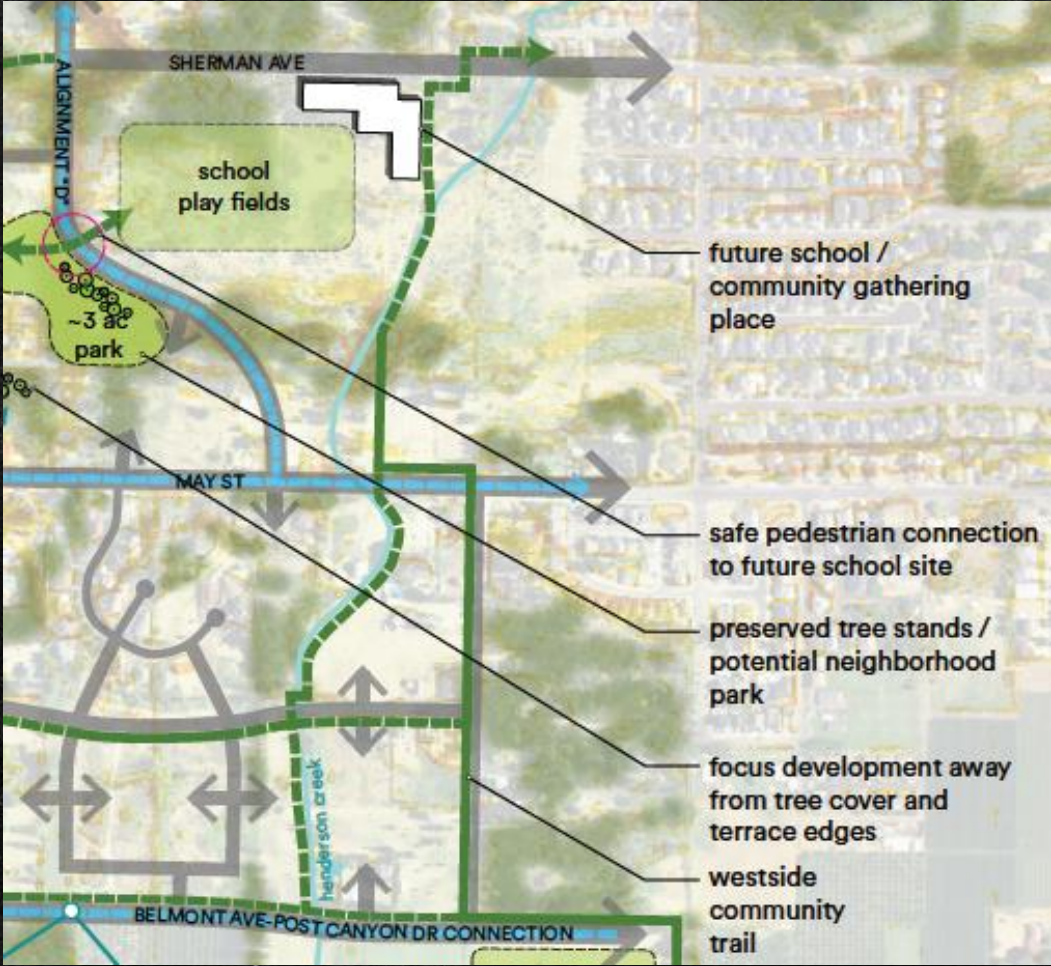 SHERMAN AVE
ALIGNMENT "D"
school
play fields
future school /
community gathering
place
~3 ac
park
MAY ST
safe pedestrian connection
to future school site
preserved tree stands /
potential neighborhood
park
focus development away
from tree cover and
terrace edges
henderson creek
westside
community
trail
BELMONT AVE-POST CANYON DR CONNECTION